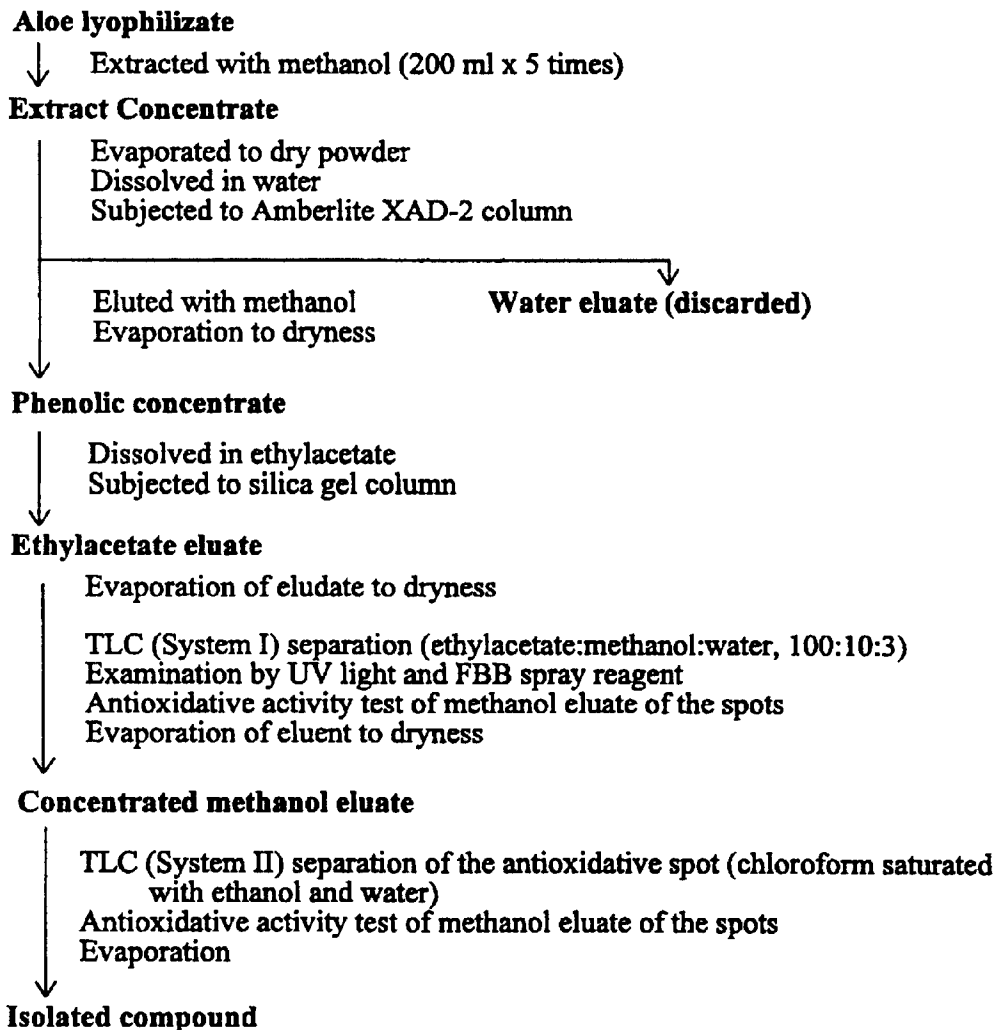 Aloe lyophilizate
Extracted with methanol (200 ml x 5 times)
Extract Concentrate
Evaporated to dry powder
Dissolved in water
Subjected to Amberlite XAD-2 column
Eluted with methanol
Evaporation to dryness
Water eluate (discarded)
Phenolic concentrate
Dissolved in ethylacetate
Subjected to silica gel column
Ethylacetate eluate
Evaporation of eludate to dryness
TLC (System I) separation (ethylacetate:methanol:water, 100:10:3)
Examination by UV light and FBB spray reagent
Antioxidative activity test of methanol eluate of the spots
Evaporation of eluent to dryness
Concentrated methanol eluate
TLC (System II) separation of the antioxidative spot (chloroform saturated
with ethanol and water)
Antioxidative activity test of methanol eluate of the spots
Evaporation
Isolated compound